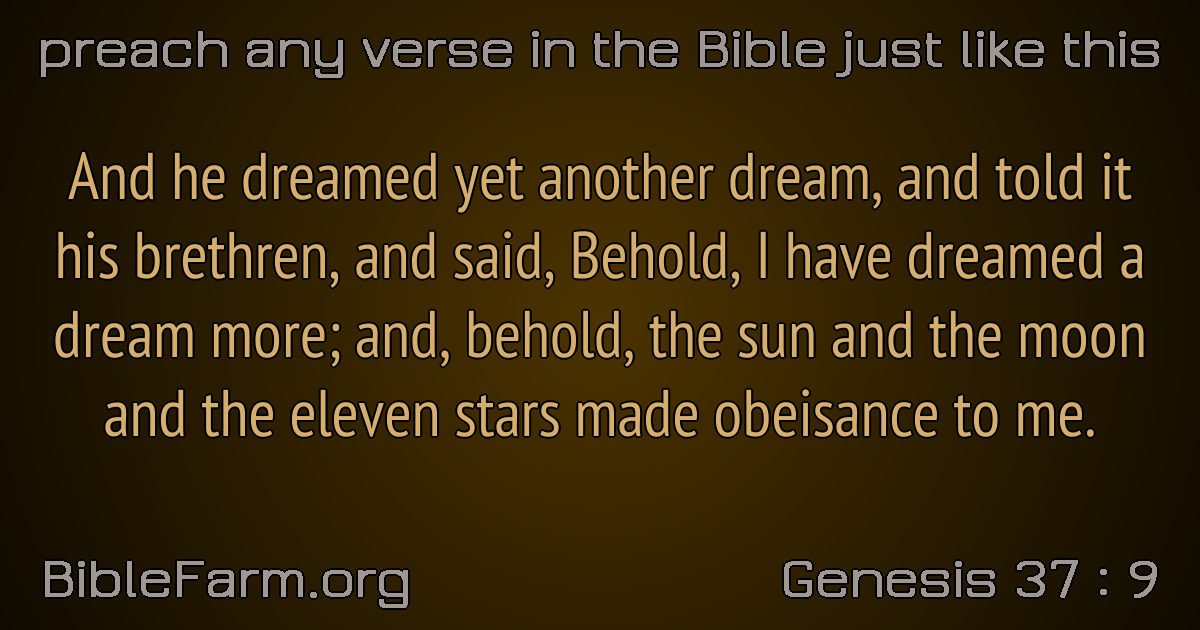 preach any verse in the Bible just like this
And he dreamed yet another dream, and told it
his brethren, and said, Behold, I have dreamed a
dream more; and, behold, the sun and the moon
and the eleven stars made obeisance to me.
BibleFarm.org
Genesis 37 : 9